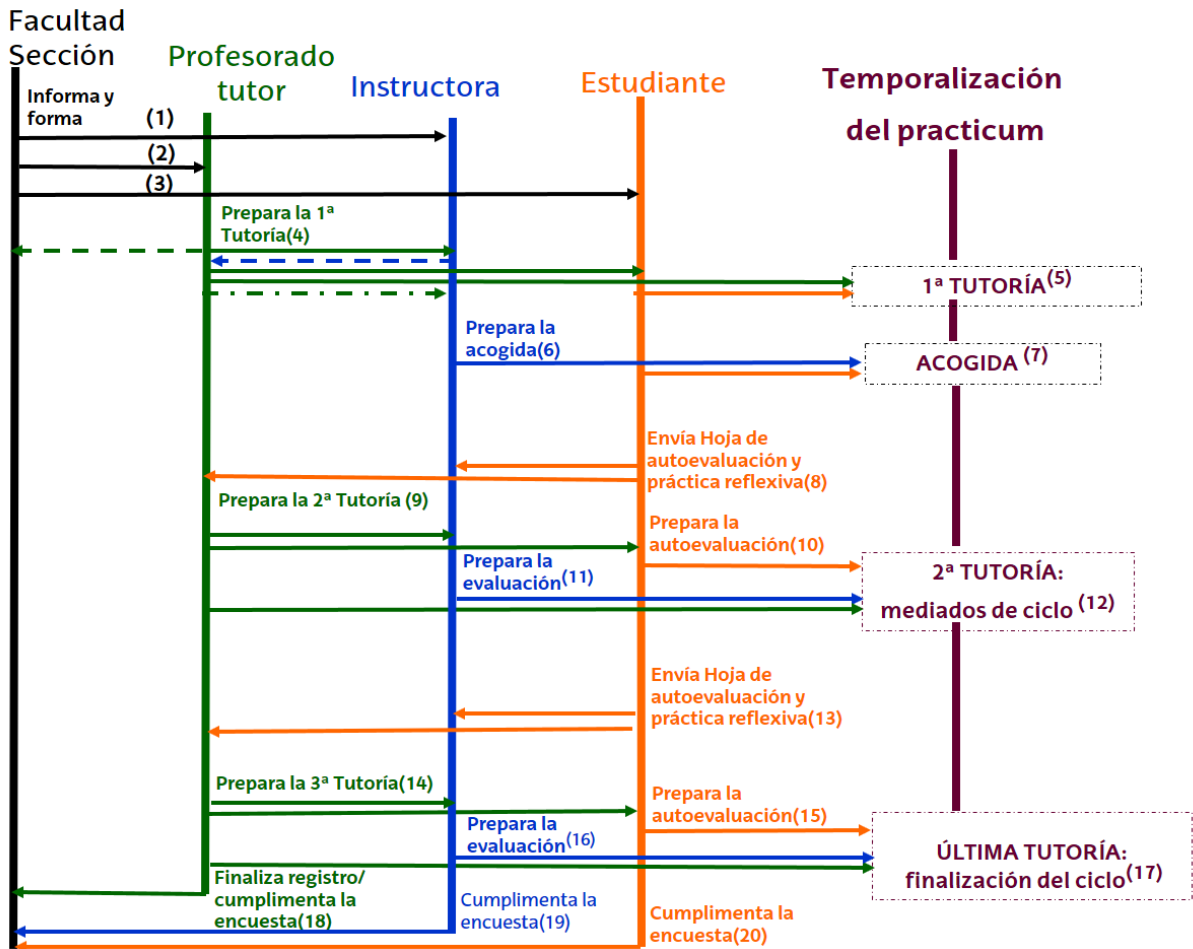 Facultad
Sección
Profesorado
tutor
Instructora
Estudiante
Temporalización
del practicum
Informa y
forma
(1)
(2)
(3)
Prepara la 1ª
Tutoría(4)
1ª TUTORÍA(5)
Prepara la
acogida(6)
ACOGIDA (7)
Envía Hoja de
autoevaluación y
práctica reflexiva(8)
Prepara la 2ª Tutoría (9)
Prepara la
autoevaluación(10)
Prepara la
evaluación(11)
2ª TUTORÍA:
mediados de ciclo (12)
Envía Hoja de
autoevaluación y
práctica reflexiva(13)
Prepara la 3ª Tutoría(14)
Prepara la
autoevaluación(15)
Prepara la
evaluación(16)
ÚLTIMA TUTORÍA:
finalización del ciclo(17)
Finaliza registro/
cumplimenta la
encuesta(18)
Cumplimenta la
encuesta(19)
Cumplimenta la
encuesta(20)